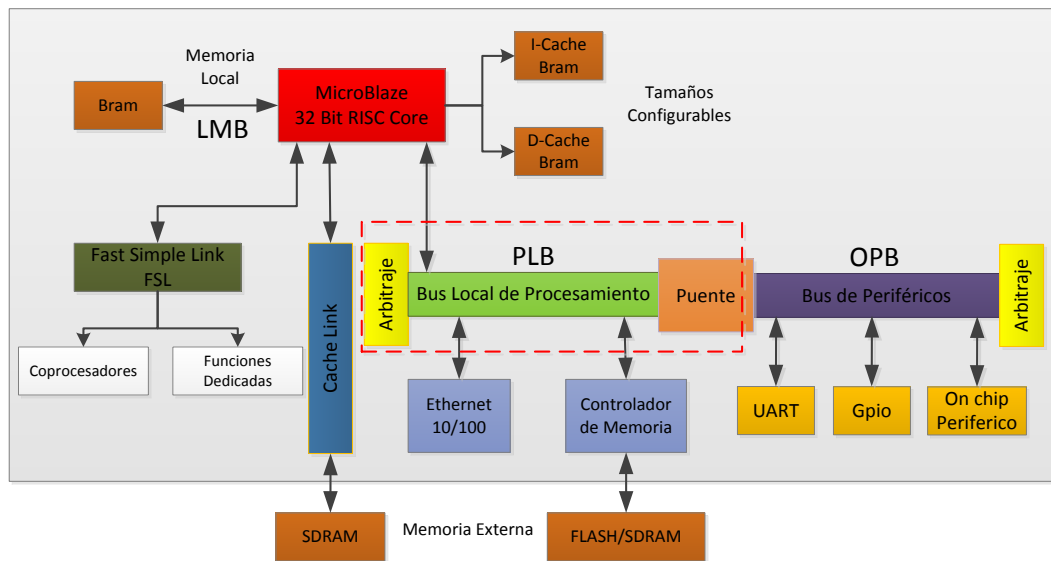 I-Cache
Bram
Memoria
Local
Bram
LMB
MicroBlaze
32 Bit RISC Core
Tamaños
Configurables
D-Cache
Bram
Fast Simple Link
FSL
Coprocesadores
Funciones
Dedicadas
Cache Link
Arbitraje
PLB
Bus Local de Procesamiento
Puente
OPB
Bus de Periféricos
Arbitraje
Ethernet
10/100
Controlador
de Memoria
UART
Gpio
On chip
Periferico
SDRAM
Memoria Externa
FLASH/SDRAM